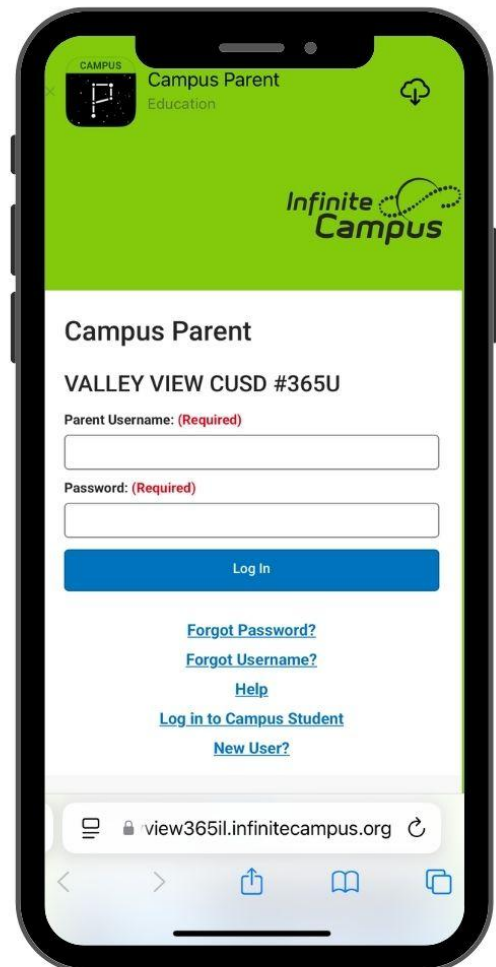 CAMPUS
Campus Parent
Education
Infinite
Campus
Campus Parent
VALLEY VIEW CUSD #365U
Parent Username: (Required)
Password: (Required)
Log In
Forgot Password?
Forgot Username?
Help
Log in to Campus Student
New User?
view365il.infinitecampus.org